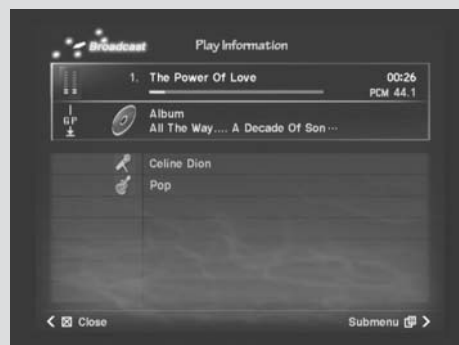 Broadcast Play Information
1. The Power Of Love 00:26
PCM 44.1
GP
Album
All The Way.... A Decade Of Son ...
Celine Dion
Pop
Close Submenu